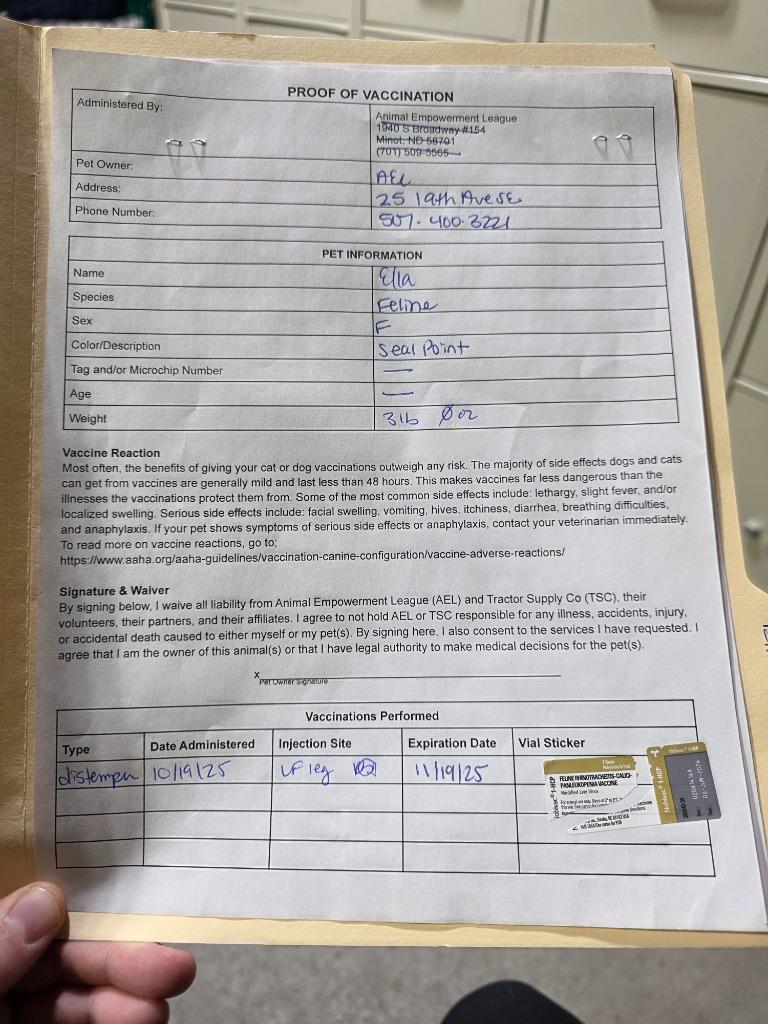 PROOF OF VACCINATION
Administered By:
Animal Empowerment League
1940 S Broadway #154
Minot, ND 58701
(701) 509-5565
Pet Owner: AEL
Address: 25 19th Ave SE
Phone Number: 507-400-3221
PET INFORMATION
Name Ella
Species Feline
Sex F
Color/Description Seal Point
Tag and/or Microchip Number —
Age —
Weight 3lb Ø oz
Vaccine Reaction
Most often, the benefits of giving your cat or dog vaccinations outweigh any risk. The majority of side effects dogs and cats
can get from vaccines are generally mild and last less than 48 hours. This makes vaccines far less dangerous than the
illnesses the vaccinations protect them from. Some of the most common side effects include: lethargy, slight fever, and/or
localized swelling. Serious side effects include: facial swelling, vomiting, hives, itchiness, diarrhea, breathing difficulties,
and anaphylaxis. If your pet shows symptoms of serious side effects or anaphylaxis, contact your veterinarian immediately.
To read more on vaccine reactions, go to:
https://www.aaha.org/aaha-guidelines/vaccination-canine-configuration/vaccine-adverse-reactions/
Signature & Waiver
By signing below, I waive all liability from Animal Empowerment League (AEL) and Tractor Supply Co (TSC), their
volunteers, their partners, and their affiliates. I agree to not hold AEL or TSC responsible for any illness, accidents, injury,
or accidental death caused to either myself or my pet(s). By signing here, I also consent to the services I have requested. I
agree that I am the owner of this animal(s) or that I have legal authority to make medical decisions for the pet(s).
X
Pet Owner Signature
Vaccinations Performed
Type Date Administered Injection Site Expiration Date Vial Sticker
distemper 10/19/25 LF leg 11/19/25
1 Dose
Nobivac® 1-HCP
FELINE RHINOTRACHEITIS-CALICI-
PANLEUKOPENIA VACCINE
Modified Live Virus
Nobivac® 1-HCP